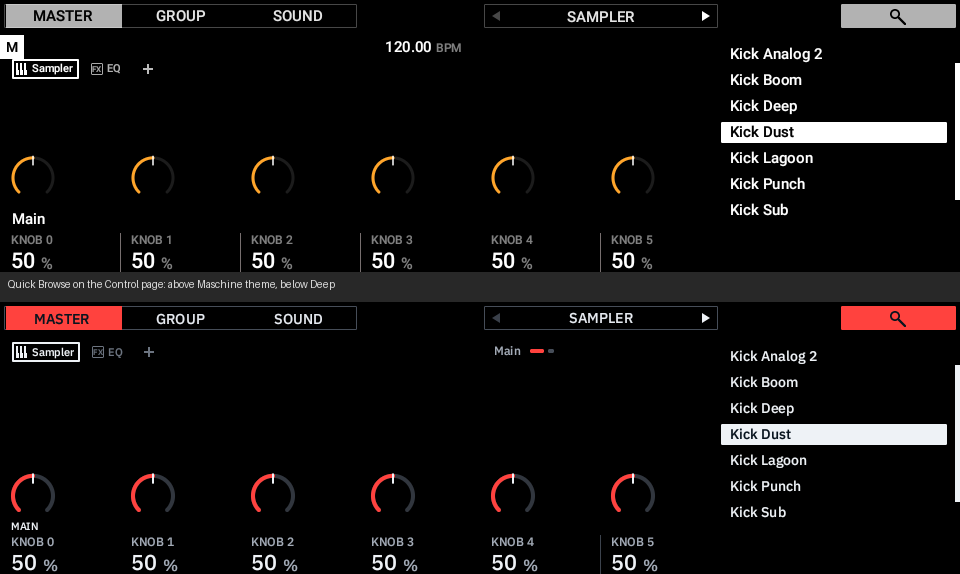 MASTER GROUP SOUND SAMPLER
M
120.00 BPM
Sampler FX EQ +
Kick Analog 2
Kick Boom
Kick Deep
Kick Dust
Kick Lagoon
Kick Punch
Kick Sub
Main
KNOB 0 KNOB 1 KNOB 2 KNOB 3 KNOB 4 KNOB 5
50 % 50 % 50 % 50 % 50 % 50 %
Quick Browse on the Control page: above Maschine theme, below Deep
MASTER GROUP SOUND SAMPLER
Sampler FX EQ +
Main
Kick Analog 2
Kick Boom
Kick Deep
Kick Dust
Kick Lagoon
Kick Punch
Kick Sub
MAIN
KNOB 0 KNOB 1 KNOB 2 KNOB 3 KNOB 4 KNOB 5
50 % 50 % 50 % 50 % 50 % 50 %